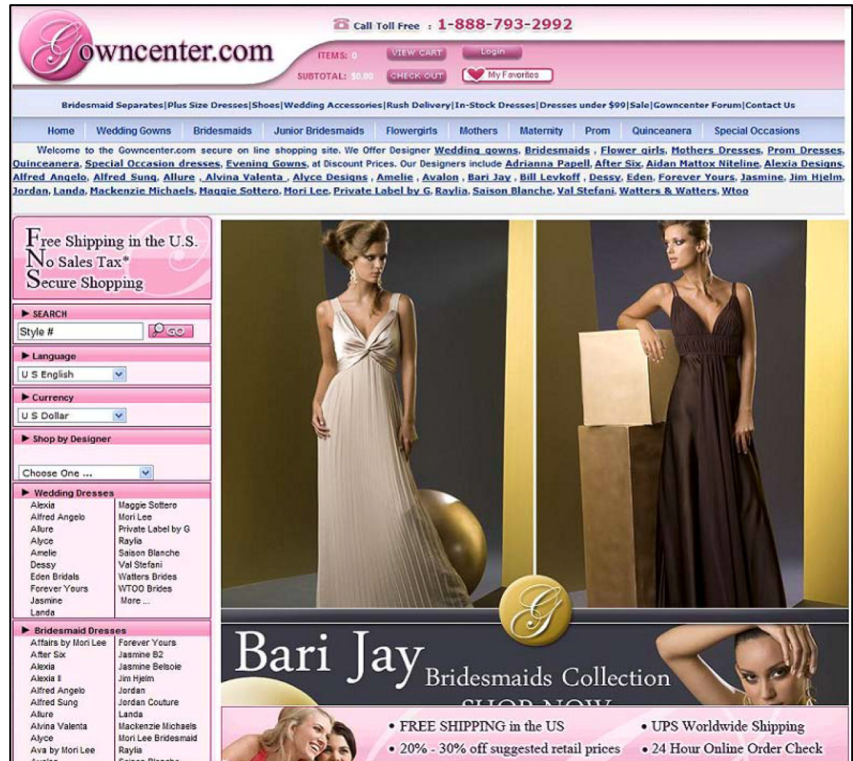 Call Toll Free : 1-888-793-2992
Gowncenter.com
ITEMS: 0 VIEW CART Login
SUBTOTAL: $0.00 CHECK OUT My Favorites
Bridesmaid Separates|Plus Size Dresses|Shoes|Wedding Accessories|Rush Delivery|In-Stock Dresses|Dresses under $99|Sale|Gowncenter Forum|Contact Us
Home Wedding Gowns Bridesmaids Junior Bridesmaids Flowergirls Mothers Maternity Prom Quinceanera Special Occasions
Welcome to the Gowncenter.com secure on line shopping site. We Offer Designer Wedding gowns, Bridesmaids , Flower girls, Mothers Dresses, Prom Dresses,
Quinceanera, Special Occasion dresses, Evening Gowns, at Discount Prices. Our Designers include Adrianna Papell, After Six, Aidan Mattox Niteline, Alexia Designs,
Alfred Angelo, Alfred Sung, Allure , Alvina Valenta , Alyce Designs , Amelie , Avalon , Bari Jay , Bill Levkoff , Dessy, Eden, Forever Yours, Jasmine, Jim Hjelm,
Jordan, Landa, Mackenzie Michaels, Maggie Sottero, Mori Lee, Private Label by G, Raylia, Saison Blanche, Val Stefani, Watters & Watters, Wtoo
Free Shipping in the U.S.
No Sales Tax*
Secure Shopping
SEARCH
Style # GO
Language
U S English
Currency
U S Dollar
Shop by Designer
Choose One ...
Wedding Dresses
Alexia Maggie Sottero
Alfred Angelo Mori Lee
Allure Private Label by G
Alyce Raylia
Amelie Saison Blanche
Dessy Val Stefani
Eden Bridals Watters Brides
Forever Yours WTOO Brides
Jasmine More ...
Landa
Bridesmaid Dresses
Affairs by Mori Lee Forever Yours
After Six Jasmine B2
Alexia Jasmine Belsoie
Alexia II Jim Hjelm
Alfred Angelo Jordan
Alfred Sung Jordan Couture
Allure Landa
Alvina Valenta Mackenzie Michaels
Alyce Mori Lee Bridesmaid
Ava by Mori Lee Raylia
Avalon Saison Blanche
G
Bari Jay Bridesmaids Collection
SHOP NOW
• FREE SHIPPING in the US • UPS Worldwide Shipping
• 20% - 30% off suggested retail prices • 24 Hour Online Order Check